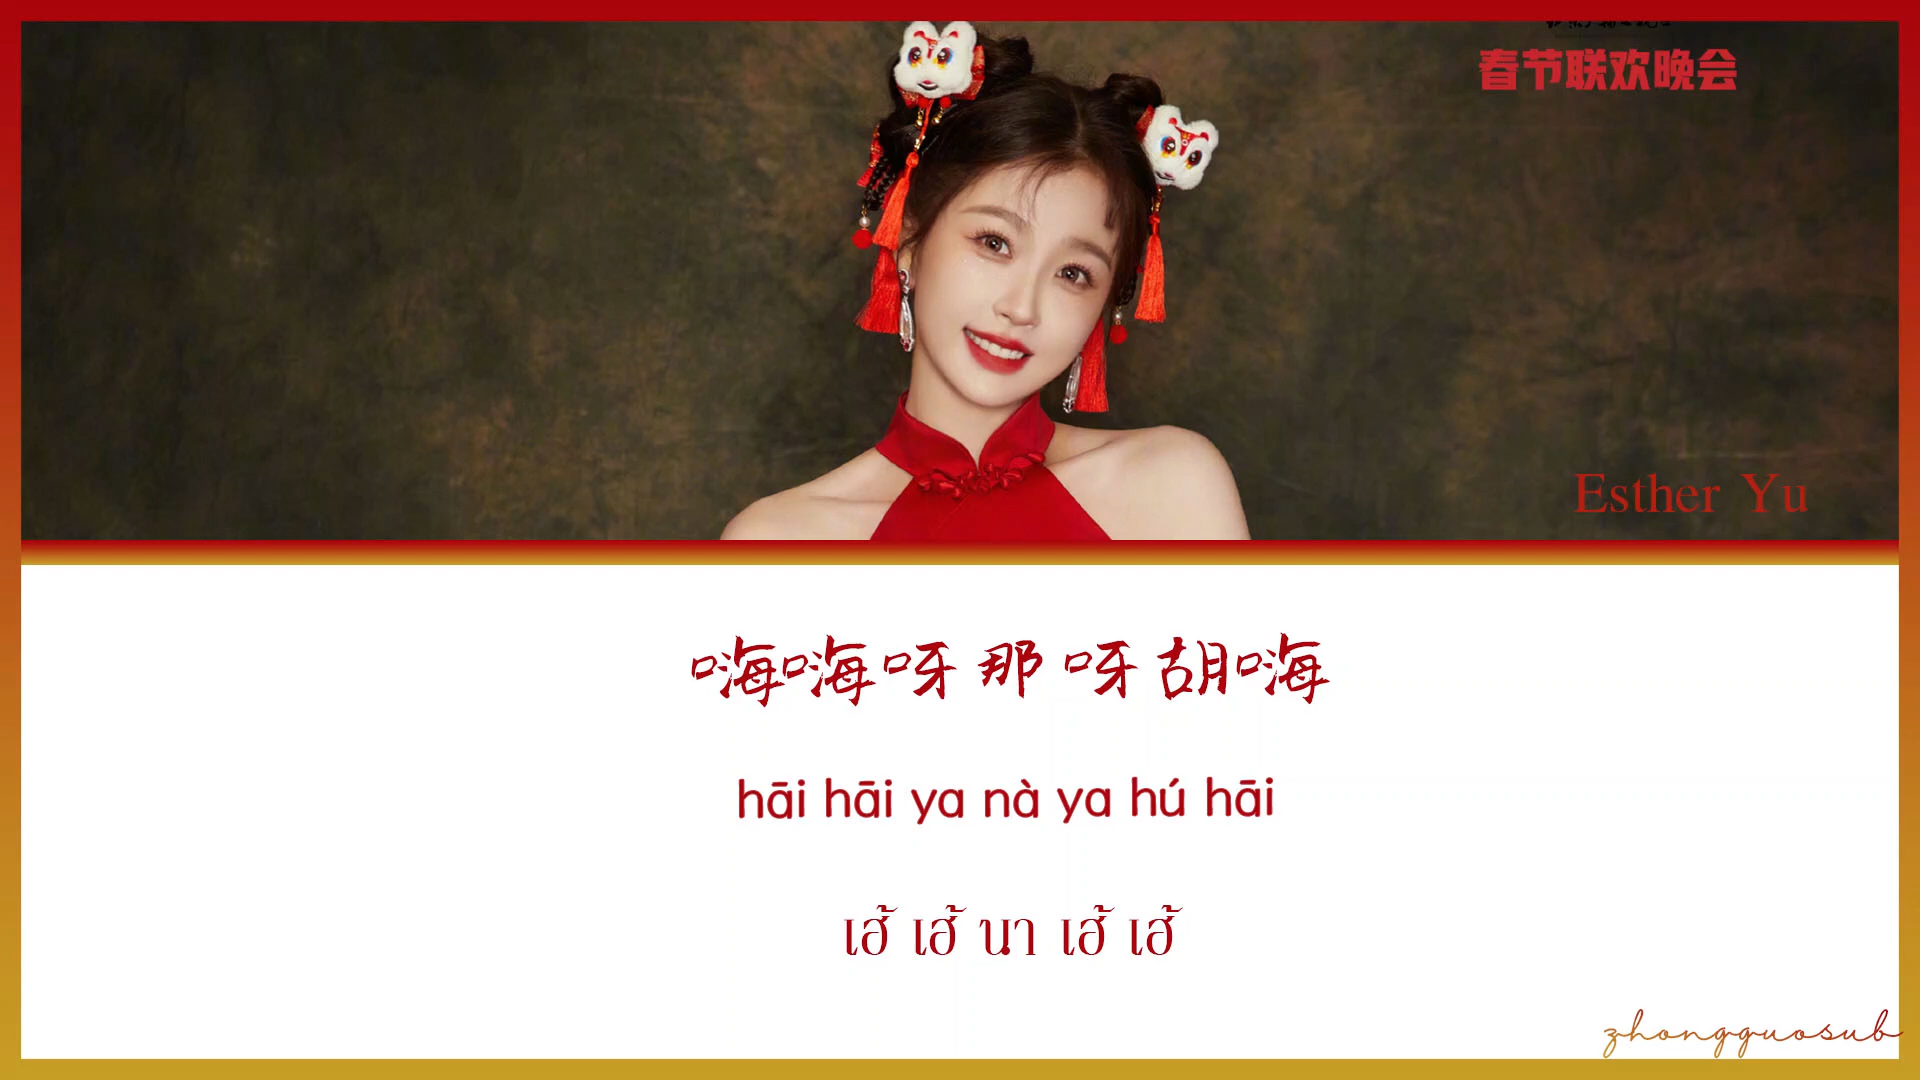 春节联欢晚会
Esther Yu
嗨嗨呀那呀胡嗨
hāi hāi ya nà ya hú hāi
เฮ้ เฮ้ นา เฮ้ เฮ้
zhongguosub